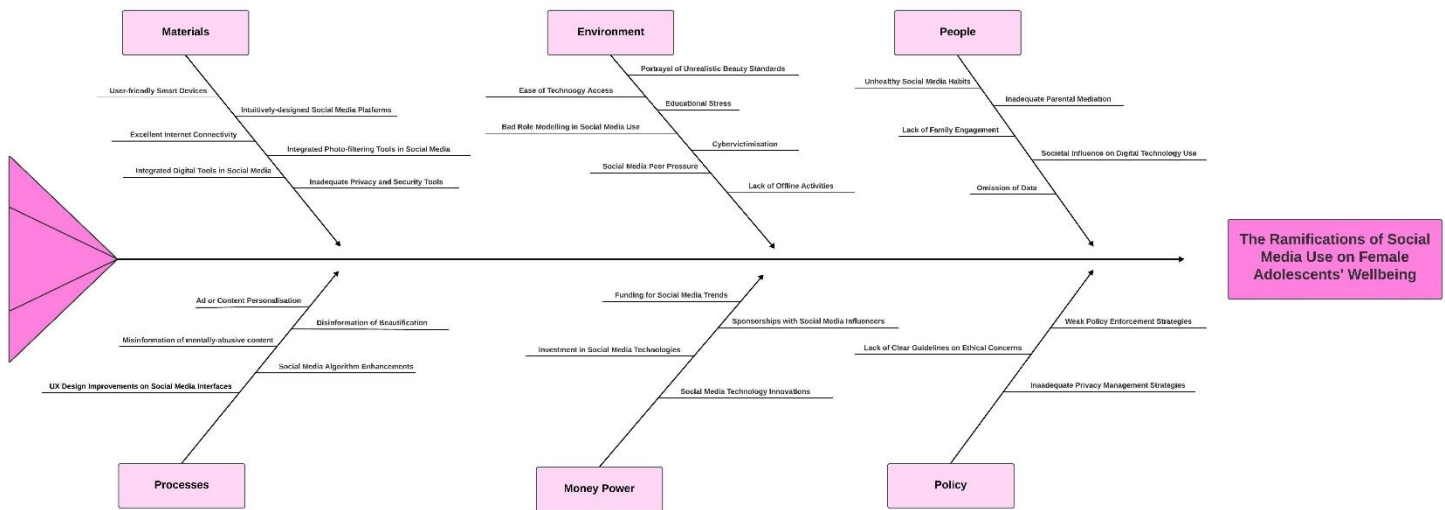 Materials
User-friendly Smart Devices
Intuitively-designed Social Media Platforms
Excellent Internet Connectivity
Integrated Photo-filtering Tools in Social Media
Integrated Digital Tools in Social Media
Inadequate Privacy and Security Tools
Environment
Portrayal of Unrealistic Beauty Standards
Ease of Technoogy Access
Educational Stress
Bad Role Modelling in Social Media Use
Cybervictimisation
Social Media Peer Pressure
Lack of Offline Activities
People
Unhealthy Social Media Habits
Inadequate Parental Mediation
Lack of Family Engagement
Societal Influence on Digital Technology Use
Omission of Data
The Ramifications of Social
Media Use on Female
Adolescents' Wellbeing
Ad or Content Personalisation
Disinformation of Beautification
Misinformation of mentally-abusive content
Social Media Algorithm Enhancements
UX Design Improvements on Social Media Interfaces
Processes
Funding for Social Media Trends
Sponsorships with Social Media Influencers
Investment in Social Media Technologies
Social Media Technology Innovations
Money Power
Weak Policy Enforcement Strategies
Lack of Clear Guidelines on Ethical Concerns
Inaadequate Privacy Management Strategies
Policy